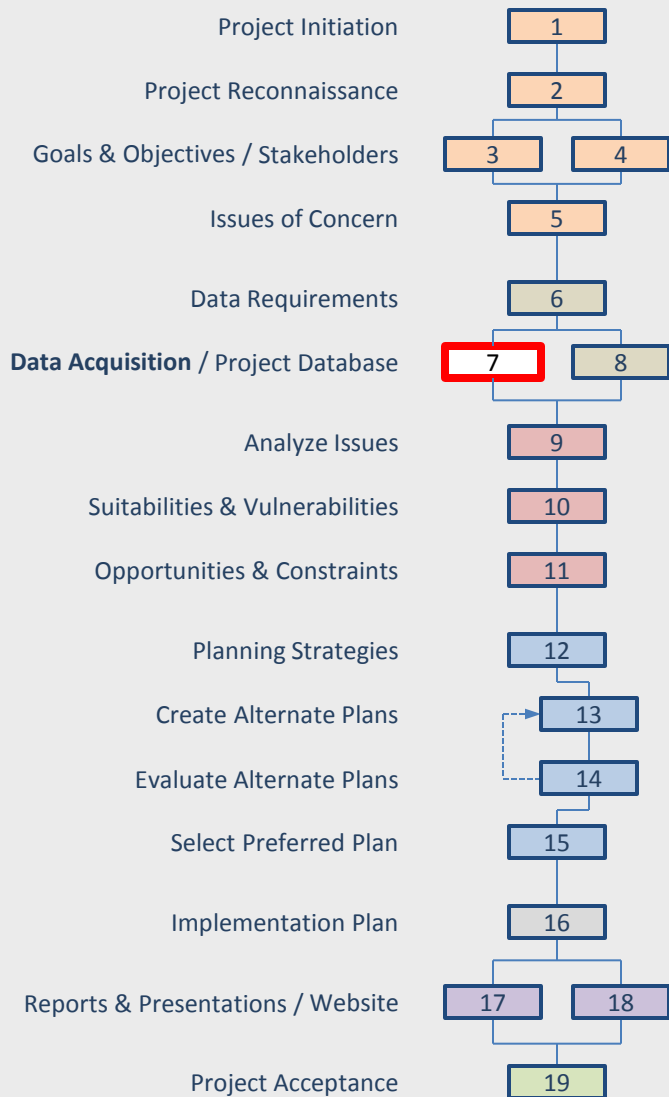 Project Initiation 1
Project Reconnaissance 2
Goals & Objectives / Stakeholders 3 4
Issues of Concern 5
Data Requirements 6
Data Acquisition / Project Database 7 8
Analyze Issues 9
Suitabilities & Vulnerabilities 10
Opportunities & Constraints 11
Planning Strategies 12
Create Alternate Plans 13
Evaluate Alternate Plans 14
Select Preferred Plan 15
Implementation Plan 16
Reports & Presentations / Website 17 18
Project Acceptance 19